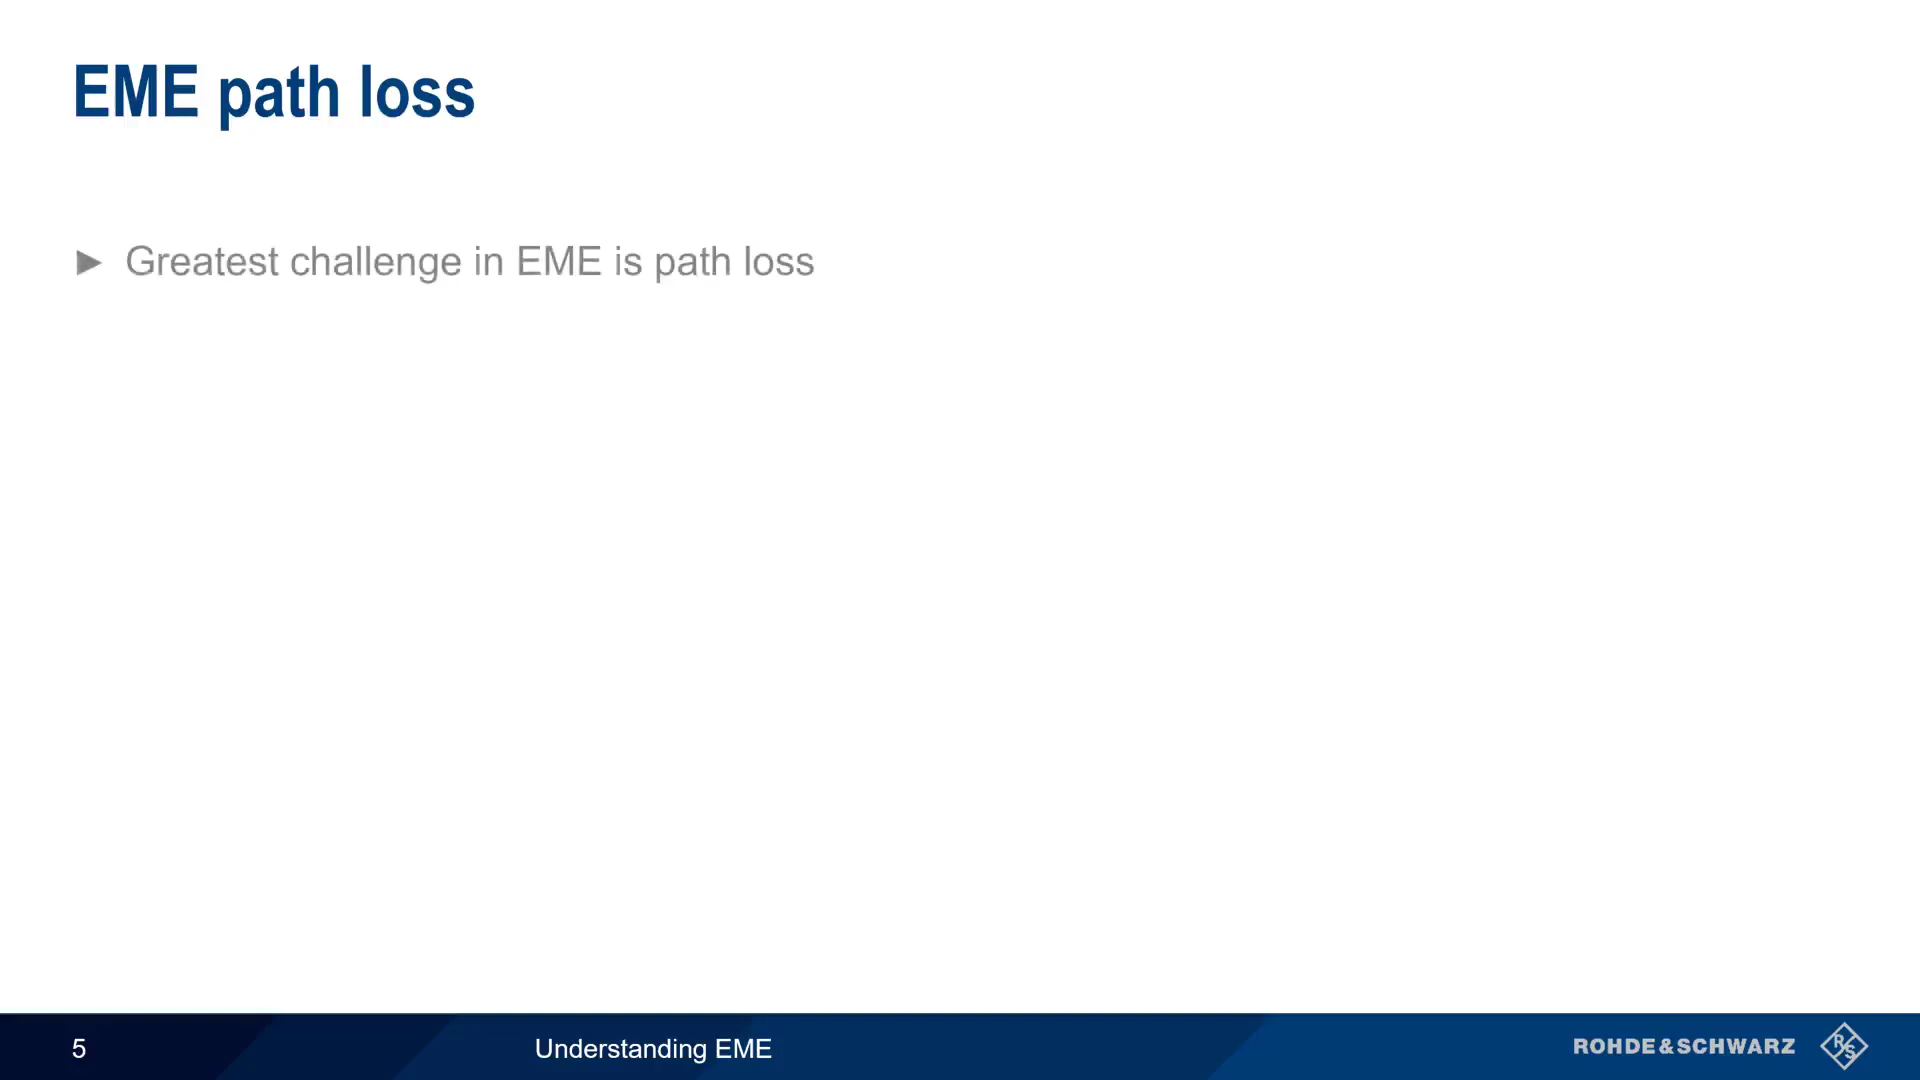 EME path loss
► Greatest challenge in EME is path loss
5
Understanding EME
ROHDE&SCHWARZ
R
S